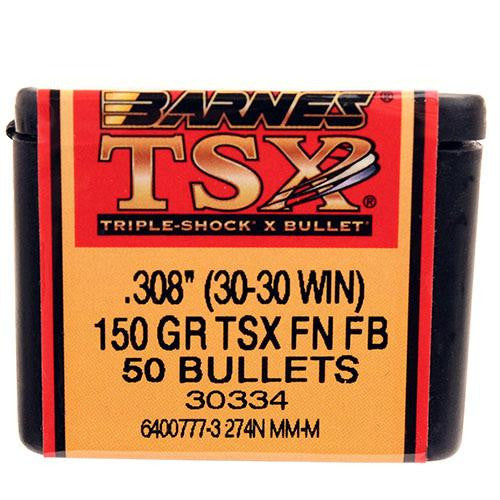 BARNES®
TSX®
TRIPLE-SHOCK® X BULLET®
.308" (30-30 WIN)
150 GR TSX FN FB
50 BULLETS
30334
6400777-3 274N MM-M